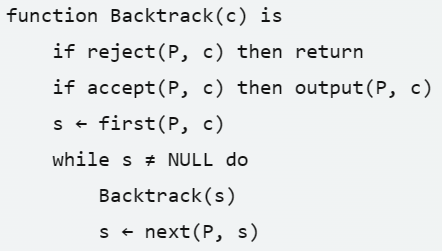 function Backtrack(c) is
    if reject(P, c) then return
    if accept(P, c) then output(P, c)
    s ← first(P, c)
    while s ≠ NULL do
        Backtrack(s)
        s ← next(P, s)